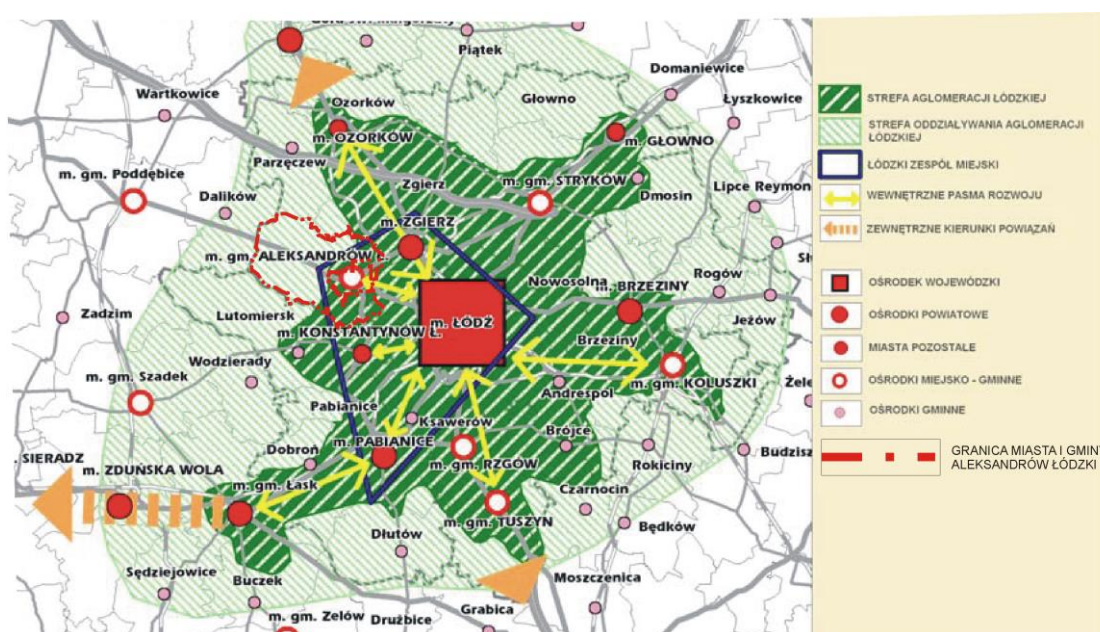 Piątek
Domaniewice
Wartkowice
Ozorków
Głowno
Łyszkowice
m. OZORKÓW
m. GŁOWNO
Parzęczew
m. gm. Poddębice
Zgierz
m. gm. STRYKÓW
Dalików
Dmosin
Lipce Reymon
m. ZGIERZ
m. gm. ALEKSANDRÓW Ł.
Nowosolna
m. BRZEZINY
Rogów
Zadzim
Lutomiersk
m. KONSTANTYNÓW Ł.
m. ŁÓDŹ
Jeżów
Wodzierady
Brzeziny
m. gm. Szadek
m. gm. KOLUSZKI
Pabianice
Andrespol
Ksawerów
Dobroń
m. PABIANICE
Brójce
SIERADZ
m. ZDUŃSKA WOLA
m. gm. RZGÓW
Rokiciny
Budzisz
m. gm. Łask
Czarnocin
m. gm. TUSZYN
Będków
Dłutów
Sędziejowice
Buczek
Moszczenica
Grabica
m. gm. Zelów
Drużbice
STREFA AGLOMERACJI ŁÓDZKIEJ
STREFA ODDZIAŁYWANIA AGLOMERACJI
ŁÓDZKIEJ
ŁÓDZKI ZESPÓŁ MIEJSKI
WEWNĘTRZNE PASMA ROZWOJU
ZEWNĘTRZNE KIERUNKI POWIĄZAŃ
OŚRODEK WOJEWÓDZKI
OŚRODKI POWIATOWE
MIASTA POZOSTAŁE
OŚRODKI MIEJSKO - GMINNE
OŚRODKI GMINNE
GRANICA MIASTA I GMINY
ALEKSANDRÓW ŁÓDZKI